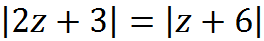 |2z + 3| = |z + 6|